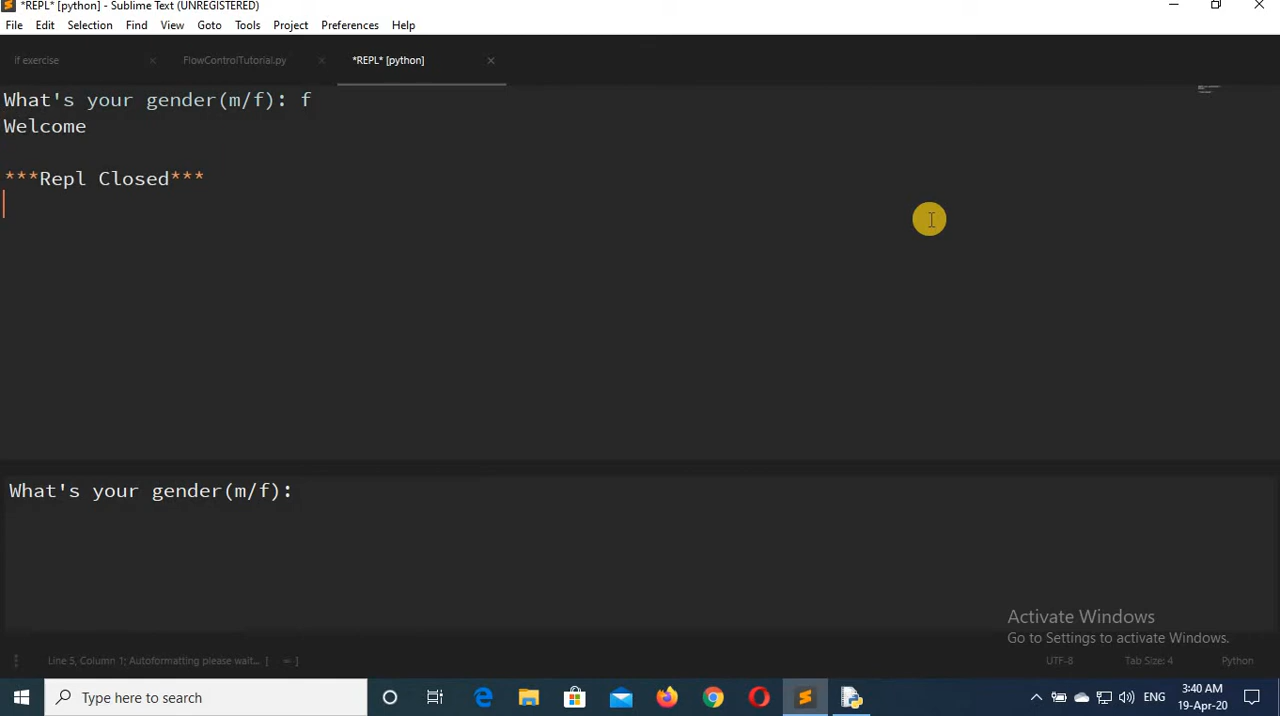 *REPL* [python] - Sublime Text (UNREGISTERED)
File Edit Selection Find View Goto Tools Project Preferences Help
If exercise FlowControlTutorial.py *REPL* [python]
What's your gender(m/f): f
Welcome
***Repl Closed***
What's your gender(m/f):
Activate Windows
Go to Settings to activate Windows.
Line 5, Column 1; Autoformatting please wait... [ = ] UTF-8 Tab Size: 4 Python
Type here to search ENG 3:40 AM
19-Apr-20